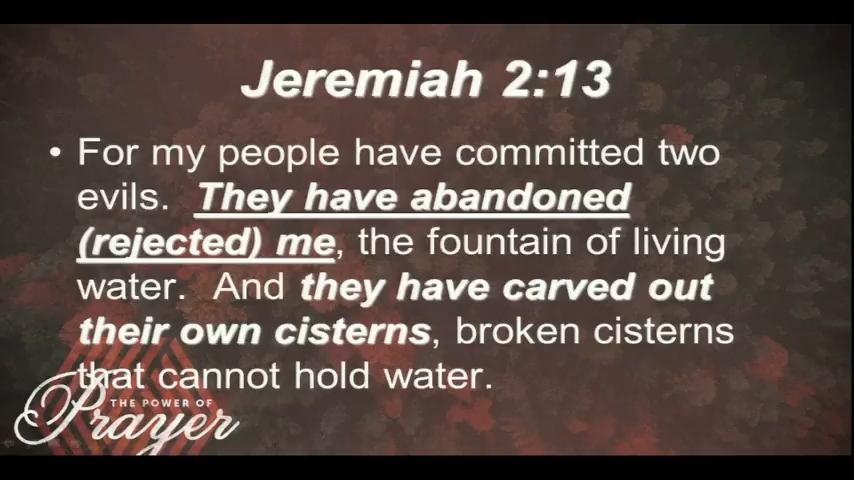 Jeremiah 2:13
• For my people have committed two
evils. They have abandoned
(rejected) me, the fountain of living
water. And they have carved out
their own cisterns, broken cisterns
that cannot hold water.
THE POWER OF
Prayer